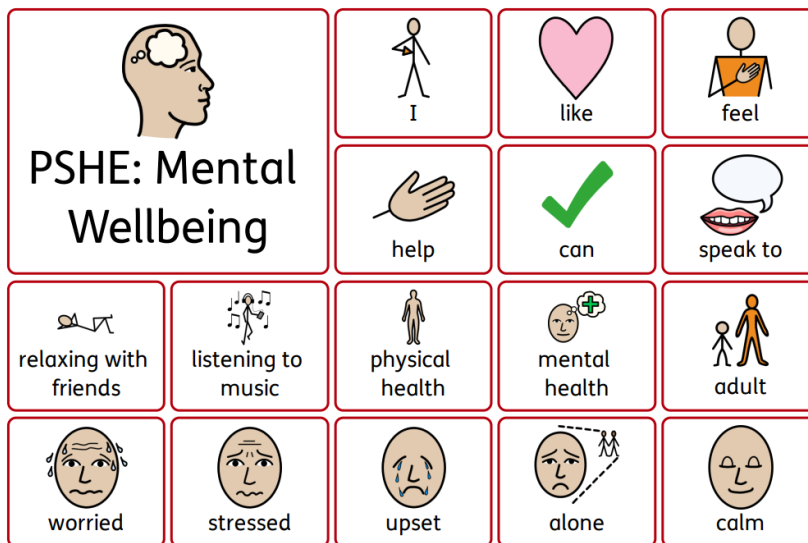 PSHE: Mental
Wellbeing
I
like
feel
help
can
speak to
relaxing with
friends
listening to
music
physical
health
mental
health
adult
worried
stressed
upset
alone
calm